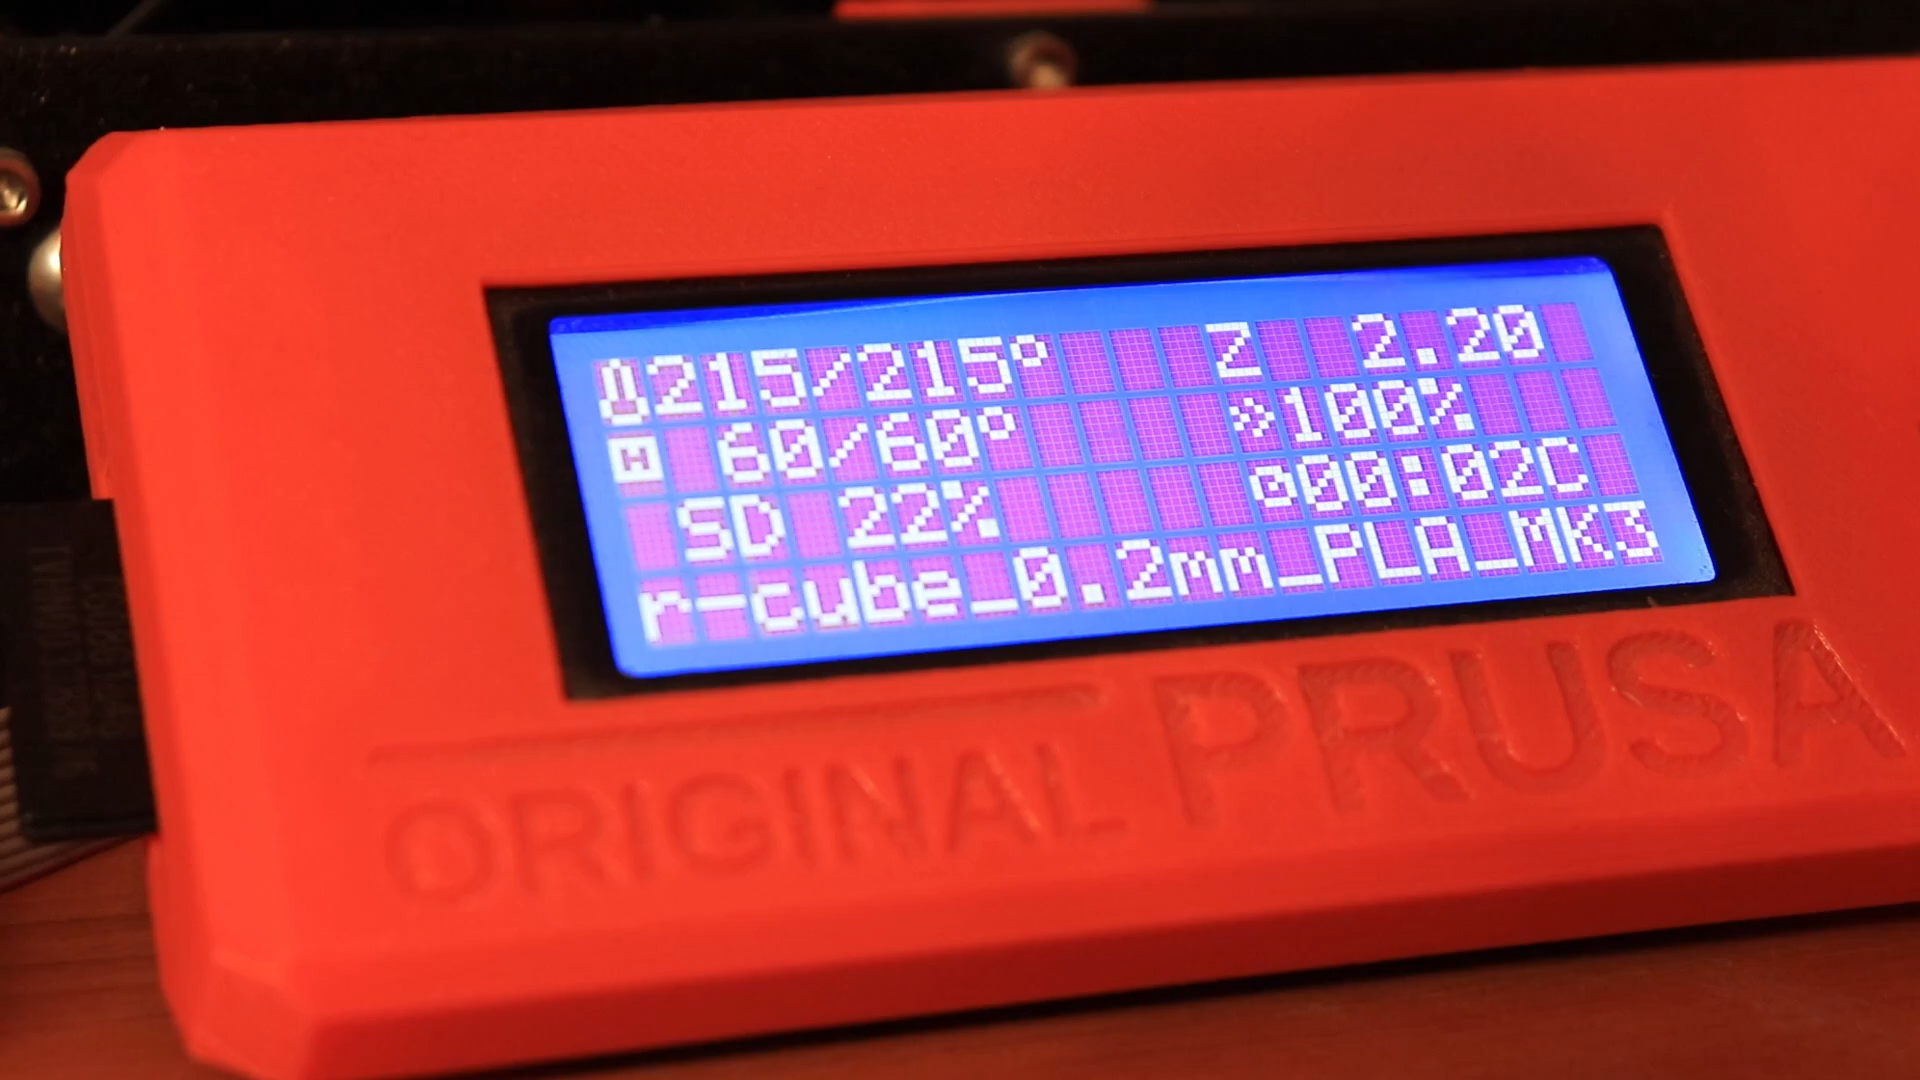 215/215° Z 2.20
60/60° 100%
SD 22% 00:02C
r-cube_0.2mm_PLA_MK3
ORIGINAL PRUSA